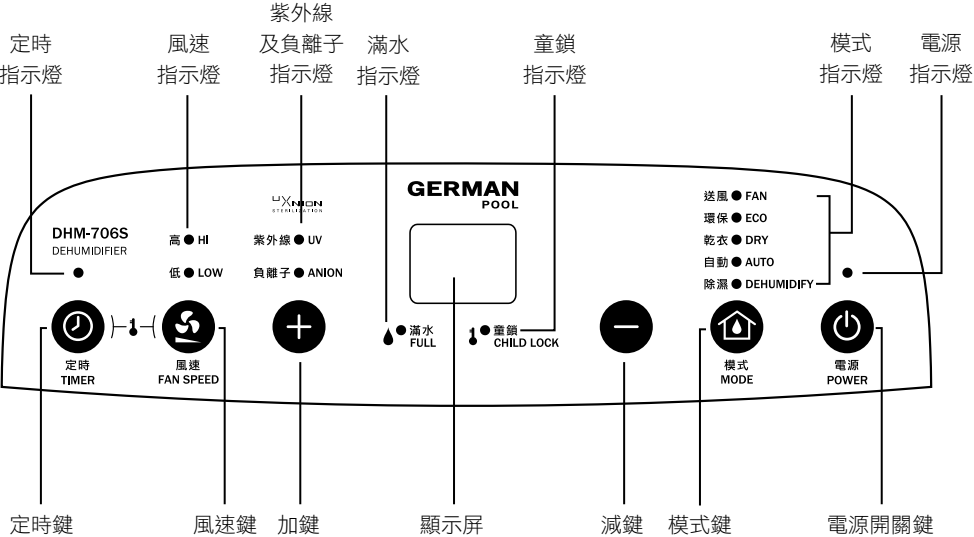 紫外線
定時
風速
及負離子
滿水
童鎖
模式
電源
指示燈
指示燈
指示燈
指示燈
指示燈
指示燈
指示燈
UXNION
STERILIZATION
GERMAN
POOL
送風 FAN
環保 ECO
乾衣 DRY
自動 AUTO
除濕 DEHUMIDIFY
DHM-706S
DEHUMIDIFIER
高 HI
低 LOW
紫外線 UV
負離子 ANION
滿水
FULL
童鎖
CHILD LOCK
定時
TIMER
風速
FAN SPEED
模式
MODE
電源
POWER
定時鍵
風速鍵
加鍵
顯示屏
減鍵
模式鍵
電源開關鍵